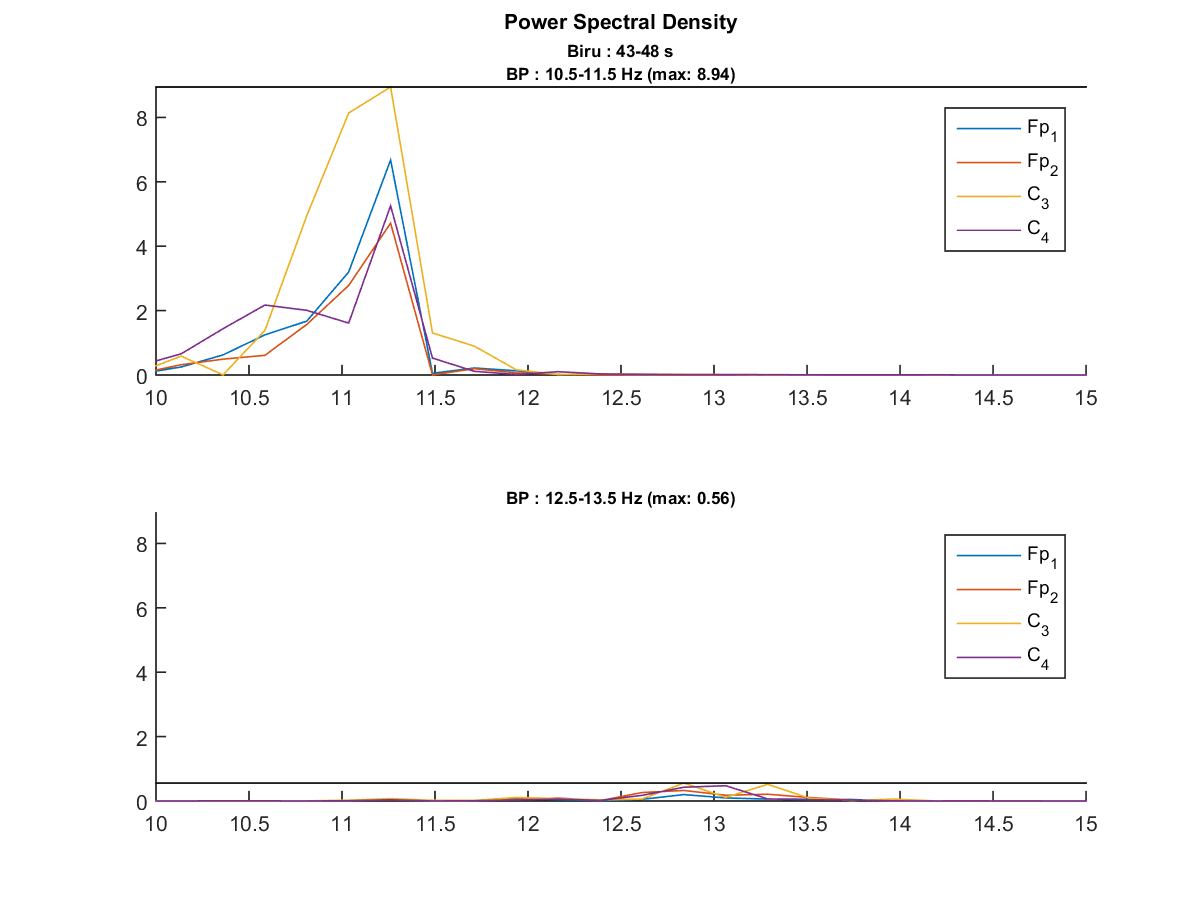 Power Spectral Density
Biru : 43-48 s
BP : 10.5-11.5 Hz (max: 8.94)
8
6
4
2
0
10 10.5 11 11.5 12 12.5 13 13.5 14 14.5 15
Fp1
Fp2
C3
C4
BP : 12.5-13.5 Hz (max: 0.56)
8
6
4
2
0
10 10.5 11 11.5 12 12.5 13 13.5 14 14.5 15
Fp1
Fp2
C3
C4